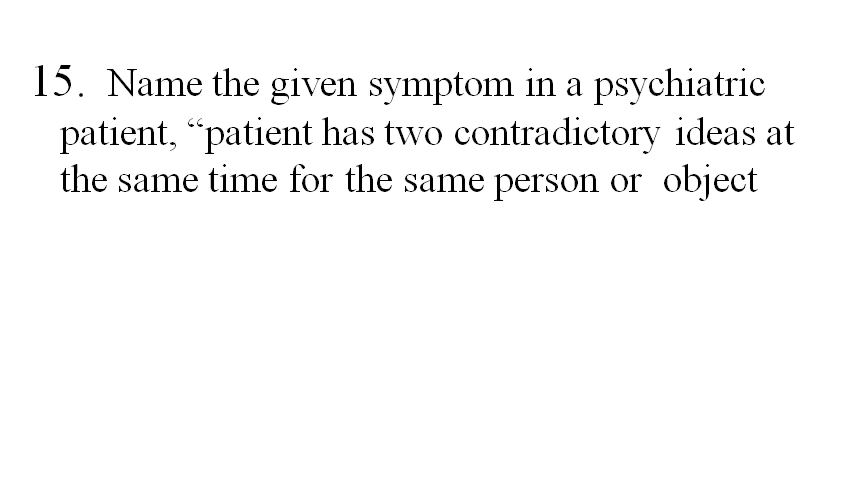 15. Name the given symptom in a psychiatric
patient, “patient has two contradictory ideas at
the same time for the same person or object